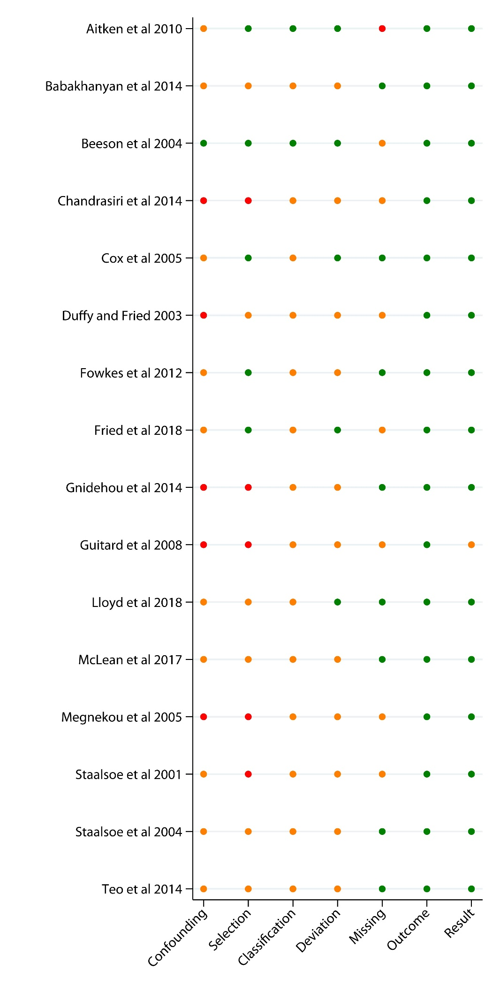 Aitken et al 2010
Babakhanyan et al 2014
Beeson et al 2004
Chandrasiri et al 2014
Cox et al 2005
Duffy and Fried 2003
Fowkes et al 2012
Fried et al 2018
Gnidehou et al 2014
Guitard et al 2008
Lloyd et al 2018
McLean et al 2017
Megnekou et al 2005
Staalsoe et al 2001
Staalsoe et al 2004
Teo et al 2014
Confounding
Selection
Classification
Deviation
Missing
Outcome
Result